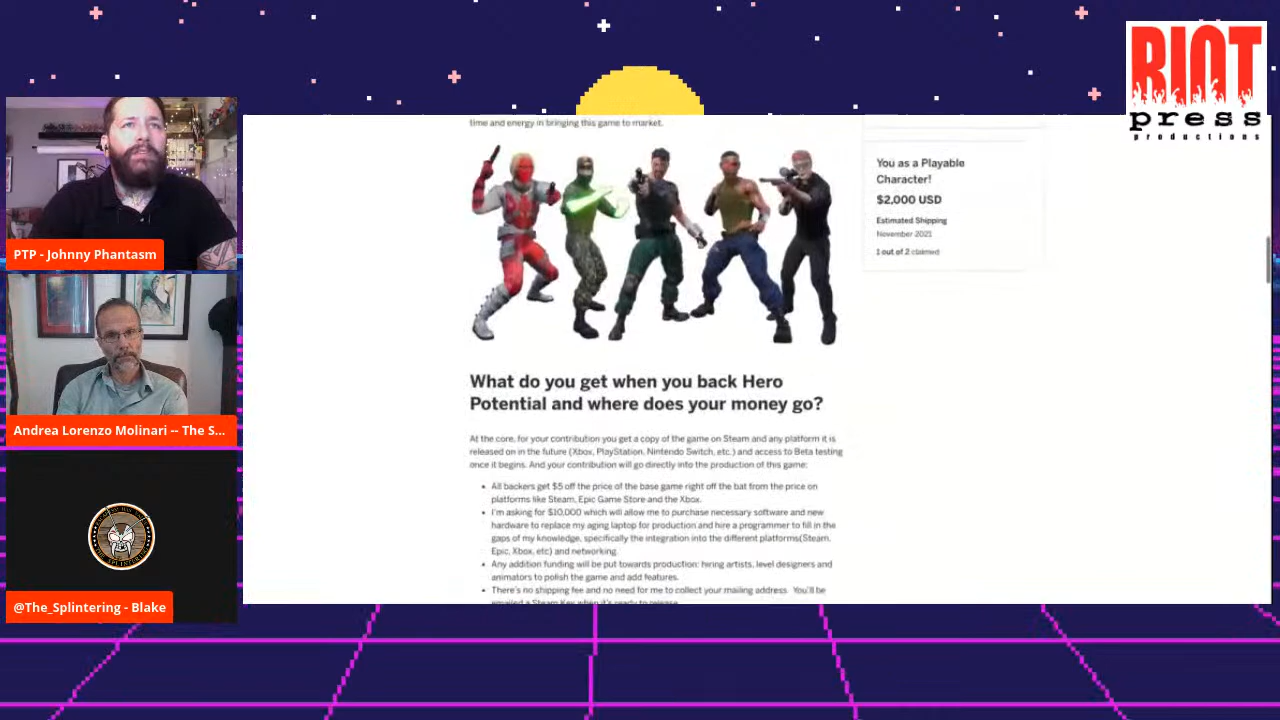 RIOT
press
productions
PTP - Johnny Phantasm
Andrea Lorenzo Molinari -- The S...
@The_Splintering - Blake
time and energy in bringing this game to market.
What do you get when you back Hero
Potential and where does your money go?
At the core, for your contribution you get a copy of the game on Steam and any platform it is
released on in the future (Xbox, PlayStation, Nintendo Switch, etc.) and access to Beta testing
once it begins. And your contribution will go directly into the production of this game:
All backers get $5 off the price of the base game right off the bat from the price on
platforms like Steam, Epic Game Store and the Xbox.
I'm asking for $10,000 which will allow me to purchase necessary software and new
hardware to replace my aging laptop for production and hire a programmer to fill in the
gaps of my knowledge, specifically the integration into the different platforms(Steam,
Epic, Xbox, etc) and networking.
Any addition funding will be put towards production: hiring artists, level designers and
animators to polish the game and add features.
There's no shipping fee and no need for me to collect your mailing address. You'll be
emailed a Steam Key when it's ready to release.
You as a Playable
Character!
$2,000 USD
Estimated Shipping
November 2021
1 out of 2 claimed